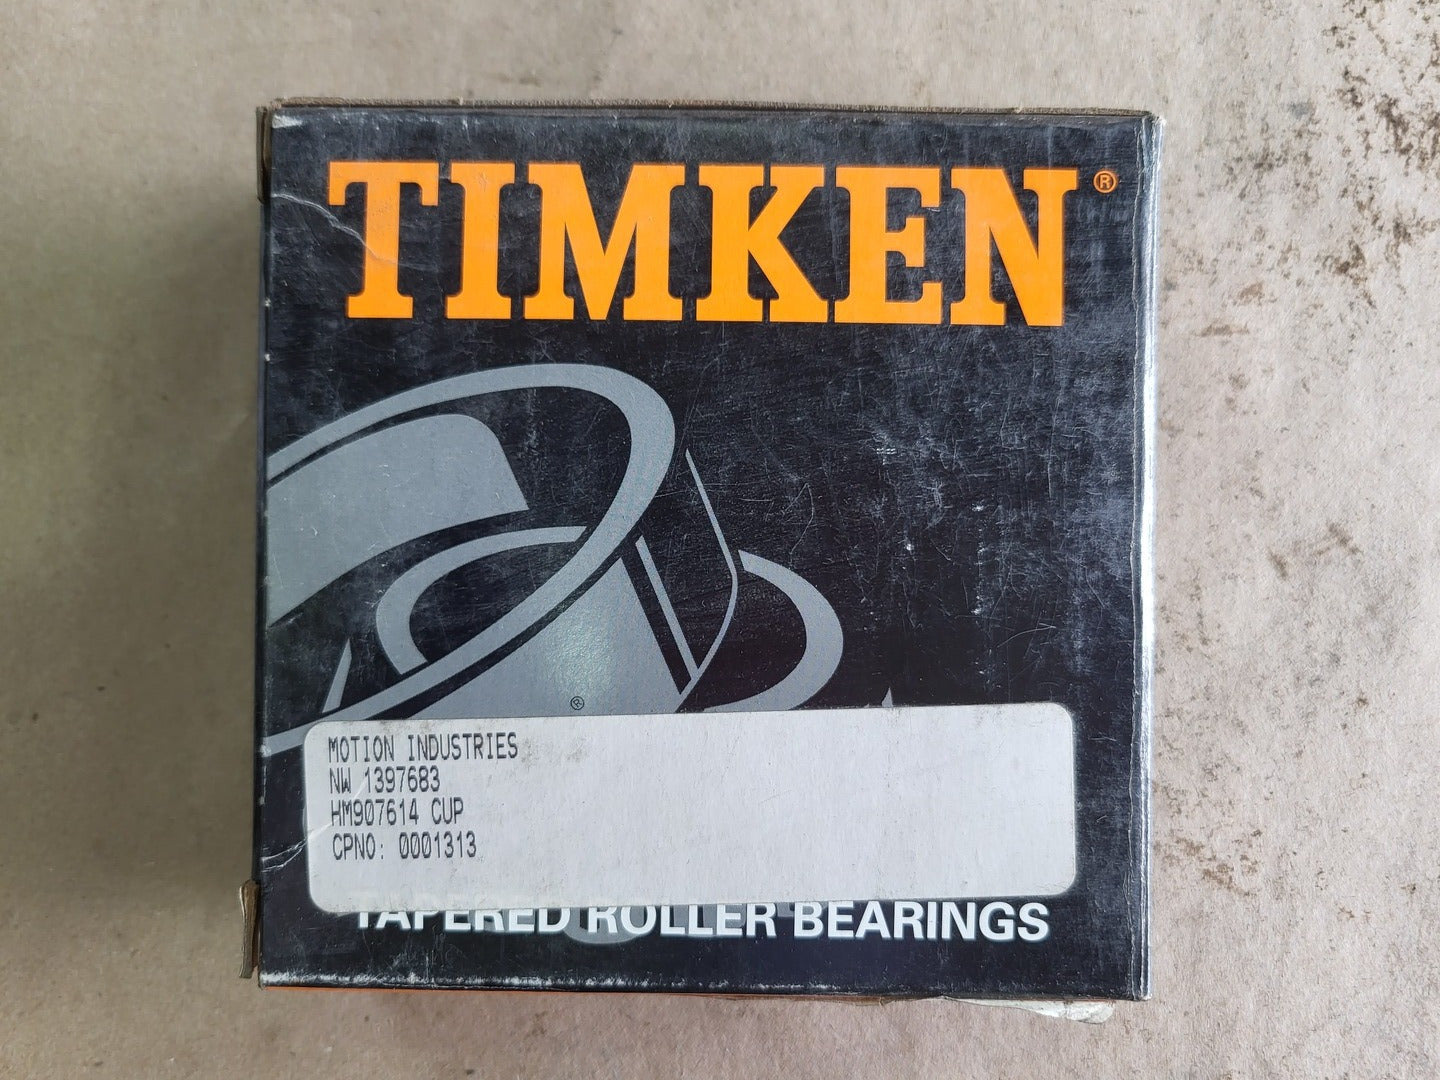 TIMKEN®
®
MOTION INDUSTRIES
NW 1397683
HM907614 CUP
CPNO: 0001313
TAPERED ROLLER BEARINGS